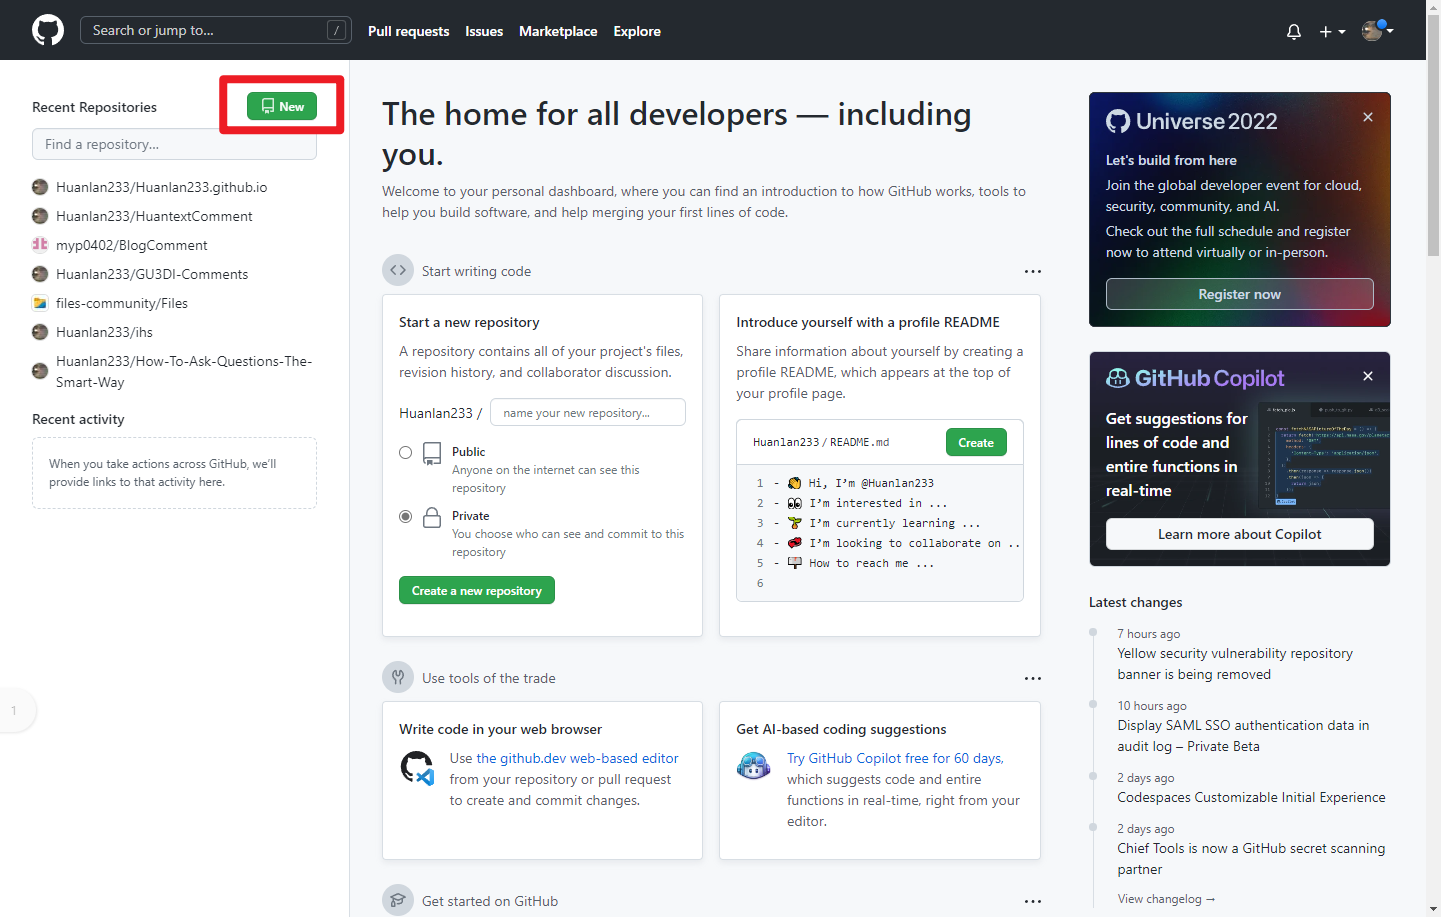 Search or jump to...
/
Pull requests
Issues
Marketplace
Explore
Recent Repositories
New
Find a repository...
Huanlan233/Huanlan233.github.io
Huanlan233/HuantextComment
myp0402/BlogComment
Huanlan233/GU3DI-Comments
files-community/Files
Huanlan233/ihs
Huanlan233/How-To-Ask-Questions-The-
Smart-Way
Recent activity
When you take actions across GitHub, we'll
provide links to that activity here.
1
The home for all developers — including
you.
Welcome to your personal dashboard, where you can find an introduction to how GitHub works, tools to
help you build software, and help merging your first lines of code.
Start writing code
Start a new repository
A repository contains all of your project's files,
revision history, and collaborator discussion.
Huanlan233 /
name your new repository...
Public
Anyone on the internet can see this
repository
Private
You choose who can see and commit to this
repository
Create a new repository
Introduce yourself with a profile README
Share information about yourself by creating a
profile README, which appears at the top of
your profile page.
Huanlan233 / README.md
Create
1 - 👋 Hi, I'm @Huanlan233
2 - 👀 I'm interested in ...
3 - 🌱 I'm currently learning ...
4 - 💞️ I'm looking to collaborate on ..
5 - 📫 How to reach me ...
6
Use tools of the trade
Write code in your web browser
Use the github.dev web-based editor
from your repository or pull request
to create and commit changes.
Get AI-based coding suggestions
Try GitHub Copilot free for 60 days,
which suggests code and entire
functions in real-time, right from your
editor.
Get started on GitHub
Universe 2022
Let's build from here
Join the global developer event for cloud,
security, community, and AI.
Check out the full schedule and register
now to attend virtually or in-person.
Register now
GitHub Copilot
Get suggestions for
lines of code and
entire functions in
real-time
Learn more about Copilot
Latest changes
7 hours ago
Yellow security vulnerability repository
banner is being removed
10 hours ago
Display SAML SSO authentication data in
audit log – Private Beta
2 days ago
Codespaces Customizable Initial Experience
2 days ago
Chief Tools is now a GitHub secret scanning
partner
View changelog →